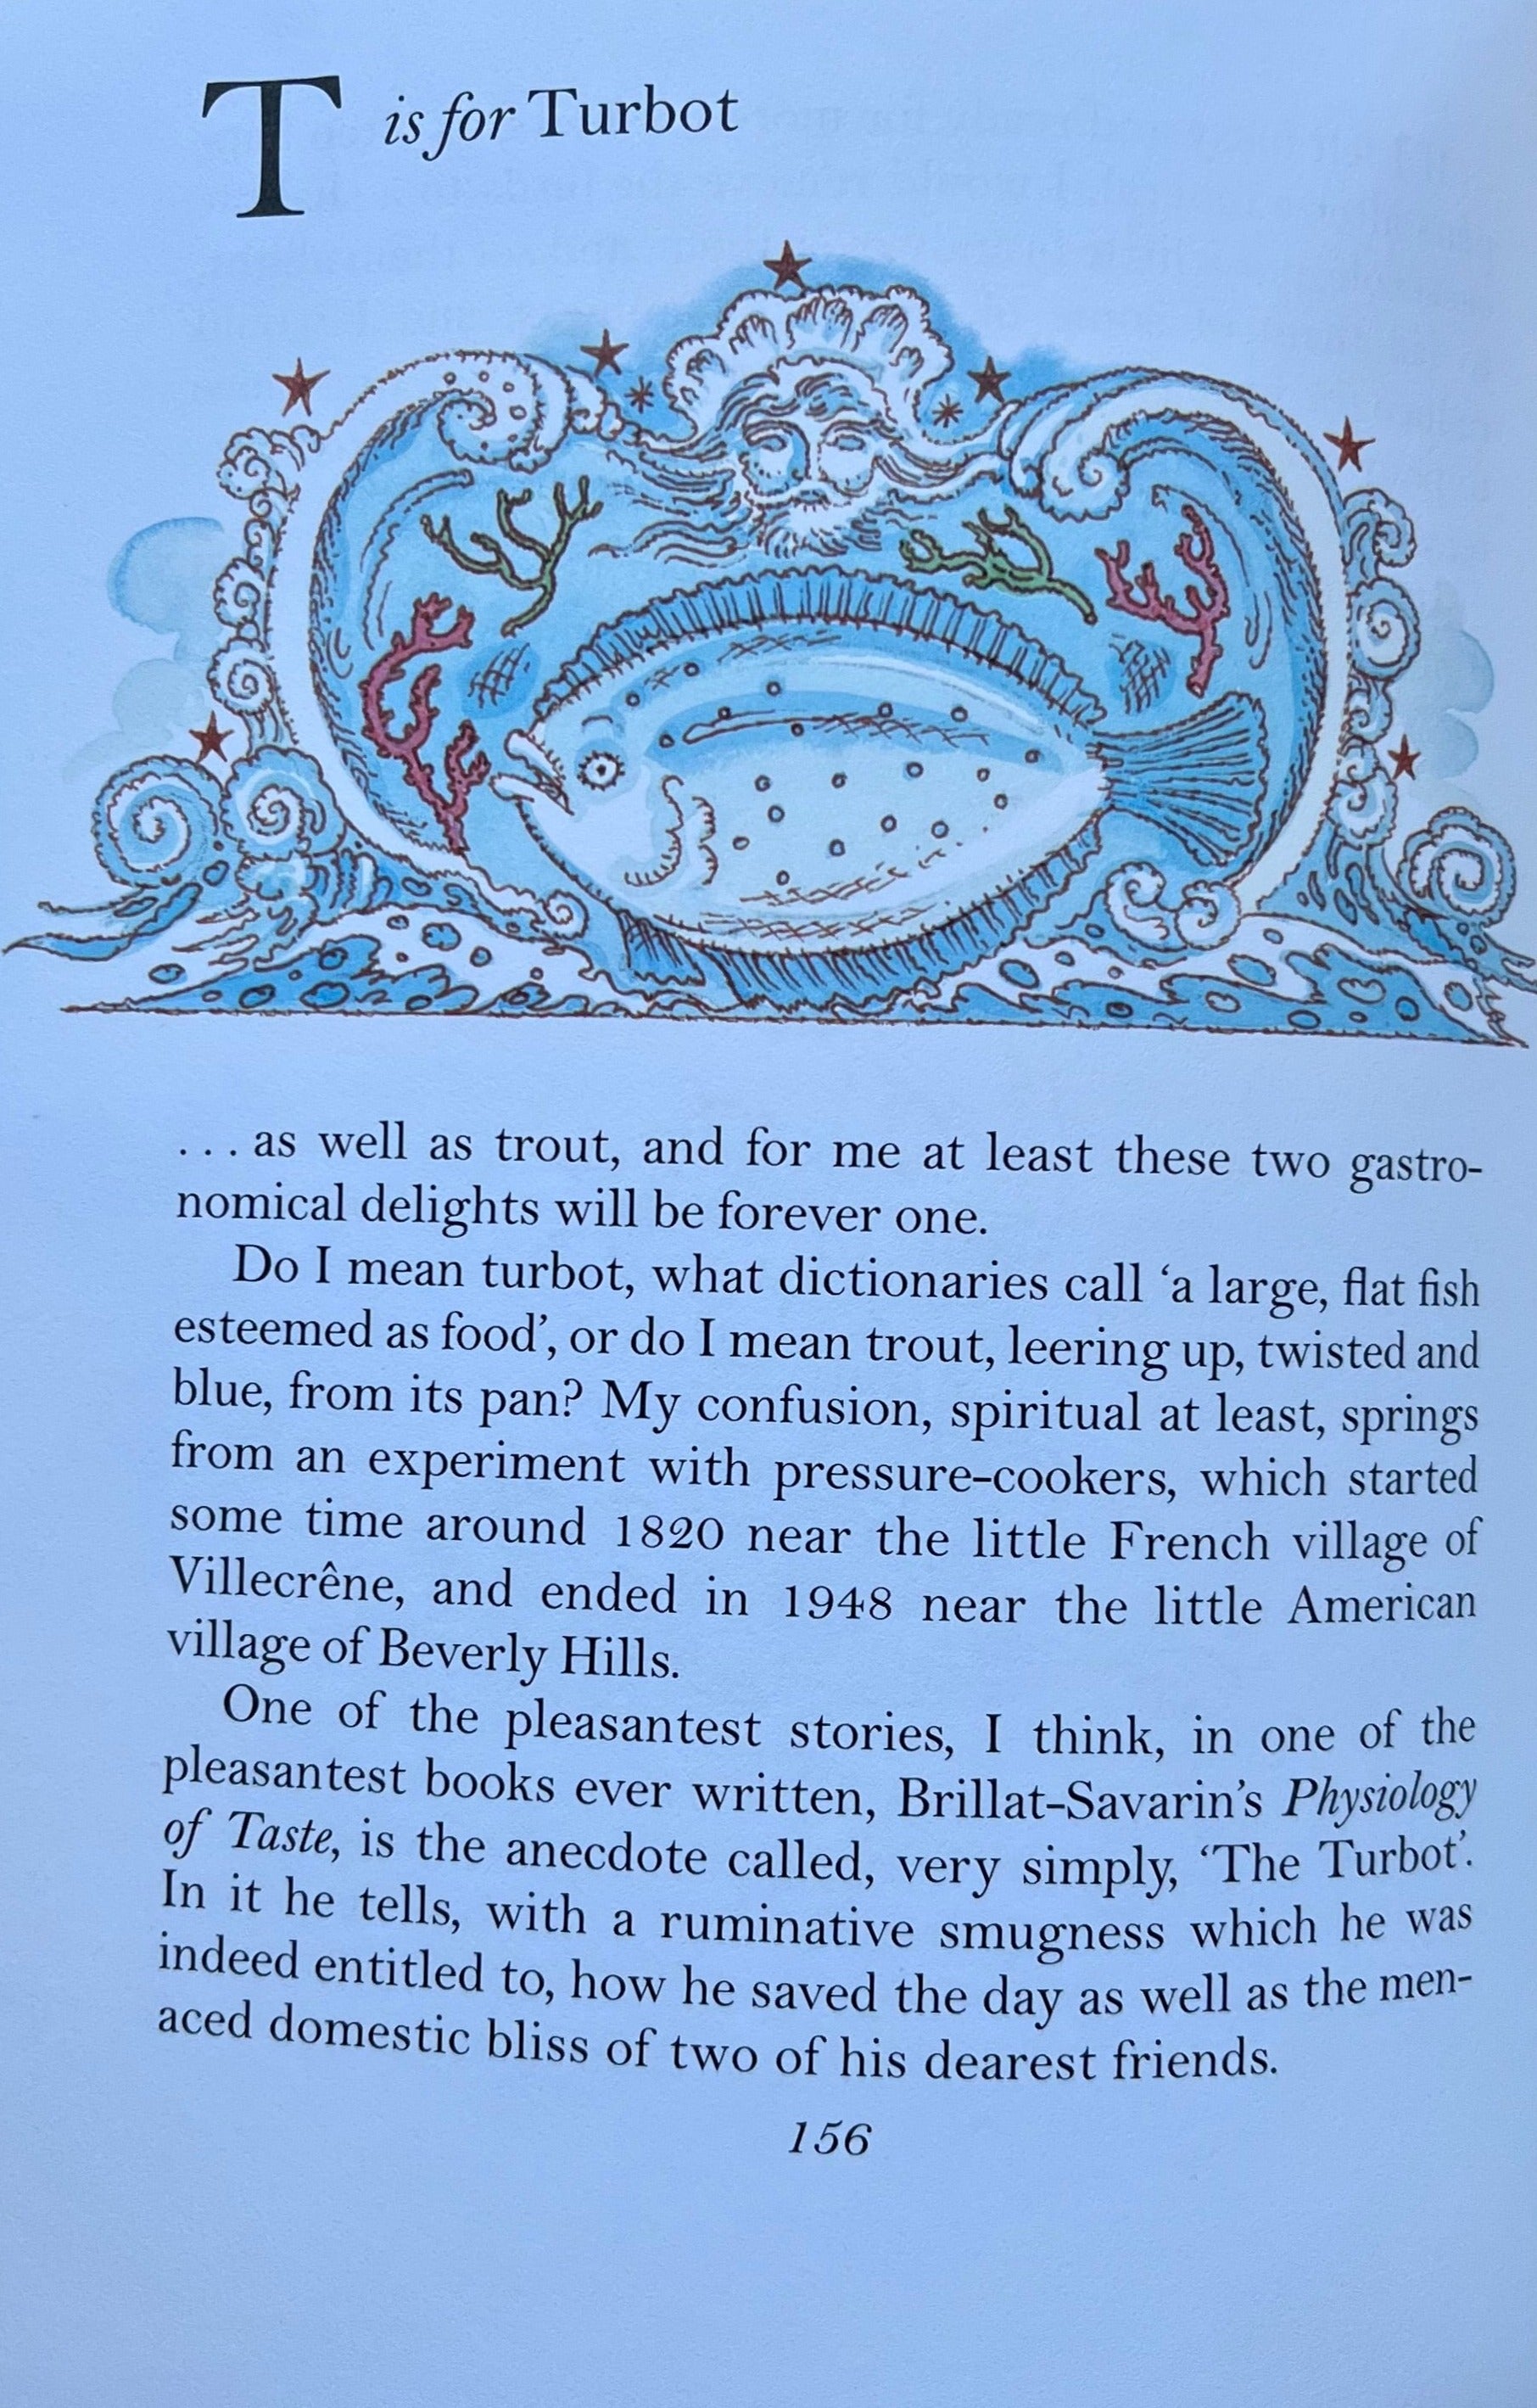 T is for Turbot
. . . as well as trout, and for me at least these two gastro-
nomical delights will be forever one.
Do I mean turbot, what dictionaries call ‘a large, flat fish
esteemed as food’, or do I mean trout, leering up, twisted and
blue, from its pan? My confusion, spiritual at least, springs
from an experiment with pressure-cookers, which started
some time around 1820 near the little French village of
Villecrêne, and ended in 1948 near the little American
village of Beverly Hills.
One of the pleasantest stories, I think, in one of the
pleasantest books ever written, Brillat-Savarin’s Physiology
of Taste, is the anecdote called, very simply, ‘The Turbot’.
In it he tells, with a ruminative smugness which he was
indeed entitled to, how he saved the day as well as the men-
aced domestic bliss of two of his dearest friends.
156